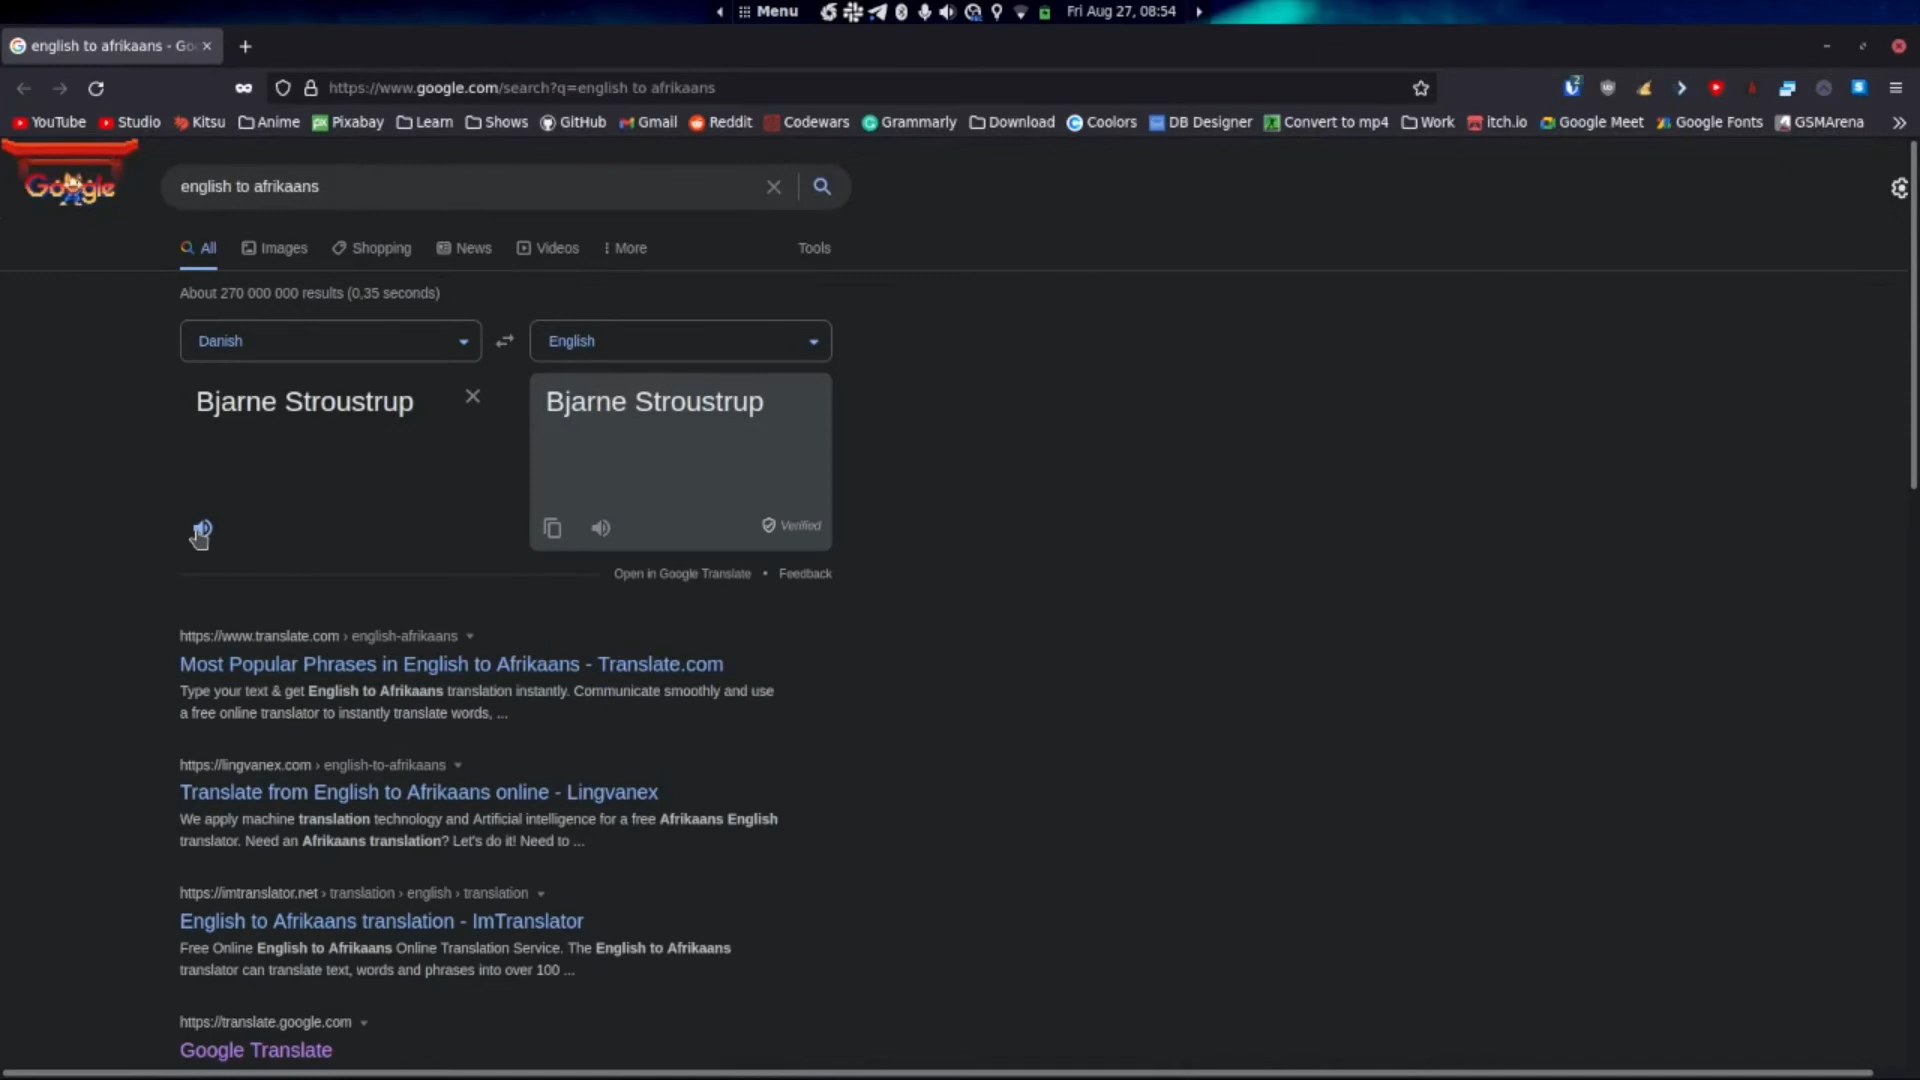 Menu
Fri Aug 27, 08:54
english to afrikaans - Go
https://www.google.com/search?q=english to afrikaans
YouTube Studio Kitsu Anime Pixabay Learn Shows GitHub Gmail Reddit Codewars Grammarly Download Coolors DB Designer Convert to mp4 Work itch.io Google Meet Google Fonts GSMArena
Google
english to afrikaans
All Images Shopping News Videos More Tools
About 270 000 000 results (0,35 seconds)
Danish English
Bjarne Stroustrup Bjarne Stroustrup
Verified
Open in Google Translate • Feedback
https://www.translate.com › english-afrikaans
Most Popular Phrases in English to Afrikaans - Translate.com
Type your text & get English to Afrikaans translation instantly. Communicate smoothly and use
a free online translator to instantly translate words, ...
https://lingvanex.com › english-to-afrikaans
Translate from English to Afrikaans online - Lingvanex
We apply machine translation technology and Artificial intelligence for a free Afrikaans English
translator. Need an Afrikaans translation? Let's do it! Need to ...
https://imtranslator.net › translation › english › translation
English to Afrikaans translation - ImTranslator
Free Online English to Afrikaans Online Translation Service. The English to Afrikaans
translator can translate text, words and phrases into over 100 ...
https://translate.google.com
Google Translate